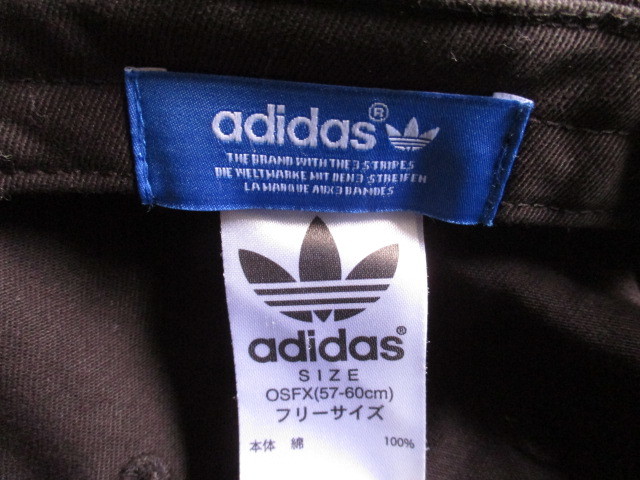 adidas®
THE BRAND WITH THE 3 STRIPES
DIE WELTMARKE MIT DEN 3 STREIFEN
LA MARQUE AUX 3 BANDES
adidas®
SIZE
OSFX(57-60cm)
フリーサイズ
本体 綿 100%